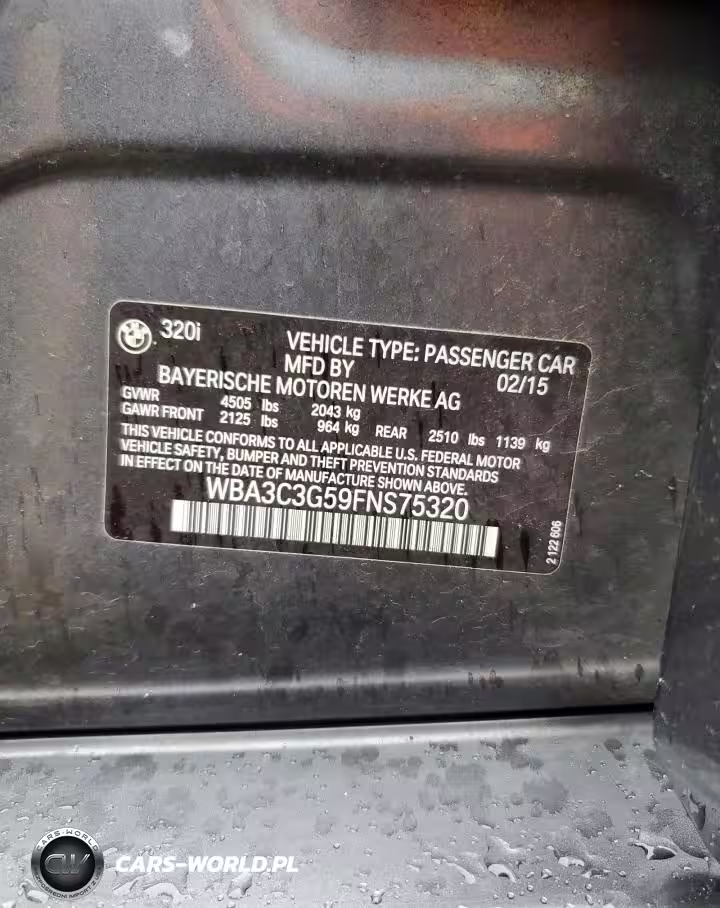 320i
VEHICLE TYPE: PASSENGER CAR
MFD BY 02/15
BAYERISCHE MOTOREN WERKE AG
GVWR 4505 lbs 2043 kg
GAWR FRONT 2125 lbs 964 kg REAR 2510 lbs 1139 kg
THIS VEHICLE CONFORMS TO ALL APPLICABLE U.S. FEDERAL MOTOR
VEHICLE SAFETY, BUMPER AND THEFT PREVENTION STANDARDS
IN EFFECT ON THE DATE OF MANUFACTURE SHOWN ABOVE.
WBA3C3G59FNS75320
2 122 606
CARS-WORLD
CW
CARS-WORLD.PL